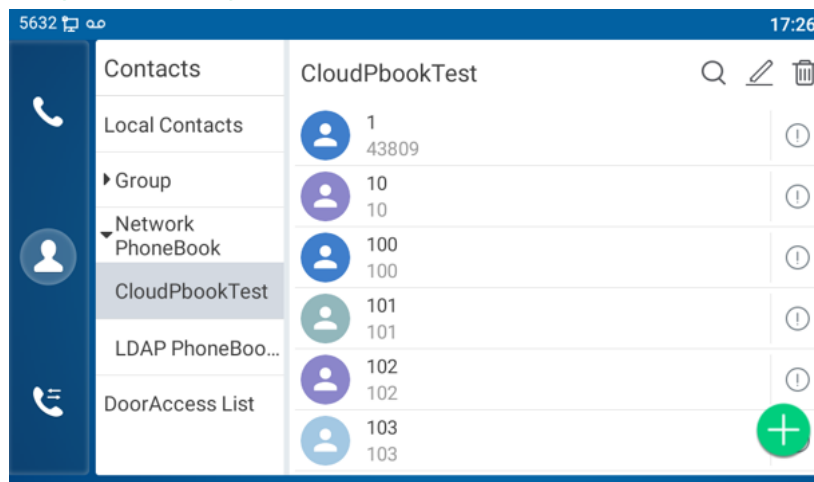 5632
17:26
Contacts
Local Contacts
Group
Network
PhoneBook
CloudPbookTest
LDAP PhoneBoo...
DoorAccess List
CloudPbookTest
1
43809
10
10
100
100
101
101
102
102
103
103